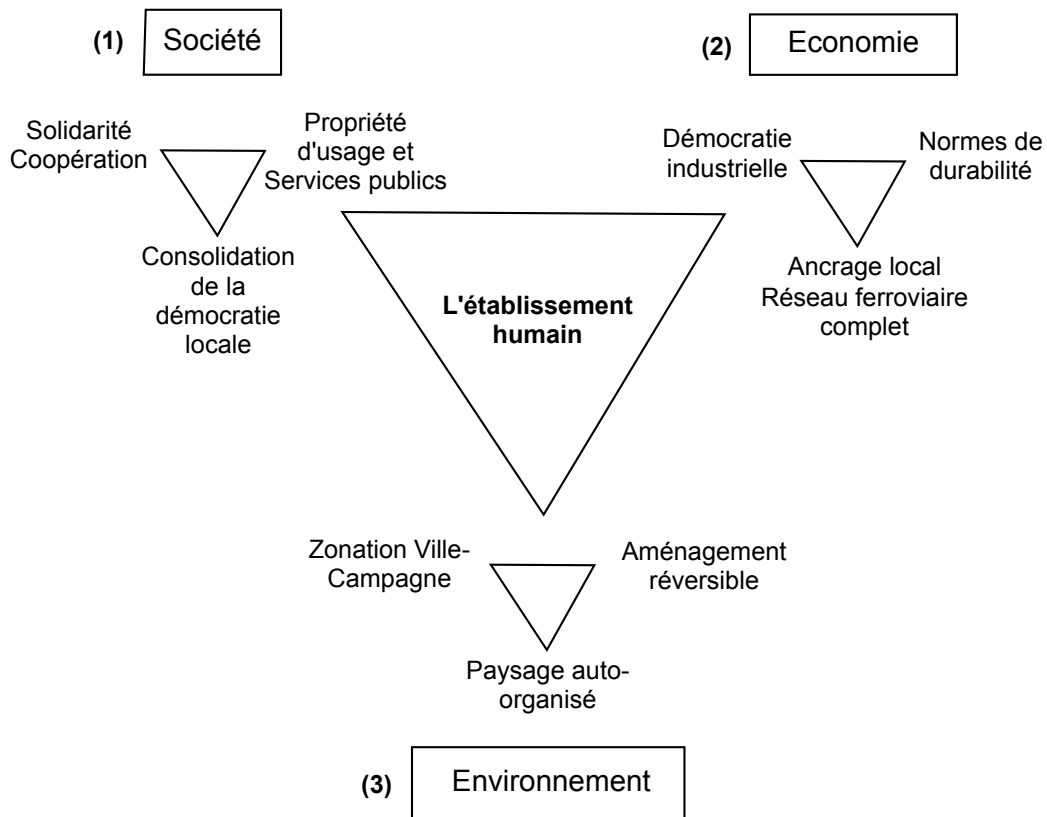 (1) Société
(2) Economie
Solidarité
Coopération
Propriété
d'usage et
Services publics
Consolidation
de la
démocratie
locale
Démocratie
industrielle
Normes de
durabilité
Ancrage local
Réseau ferroviaire
complet
L'établissement
humain
Zonation Ville-
Campagne
Aménagement
réversible
Paysage auto-
organisé
(3) Environnement